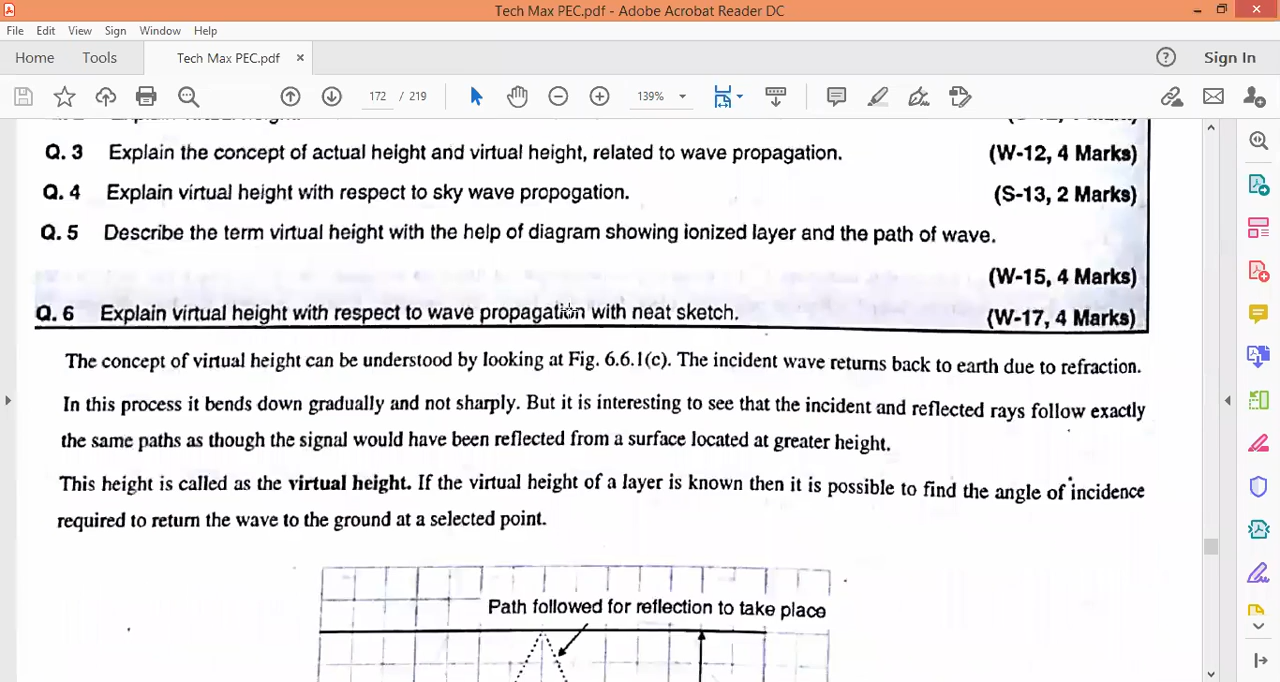 Tech Max PEC.pdf - Adobe Acrobat Reader DC
File Edit View Sign Window Help
Home Tools Tech Max PEC.pdf × Sign In
172 / 219 139%
Q. 3 Explain the concept of actual height and virtual height, related to wave propagation. (W-12, 4 Marks)
Q. 4 Explain virtual height with respect to sky wave propogation. (S-13, 2 Marks)
Q. 5 Describe the term virtual height with the help of diagram showing ionized layer and the path of wave.
(W-15, 4 Marks)
Q. 6 Explain virtual height with respect to wave propagation with neat sketch. (W-17, 4 Marks)
The concept of virtual height can be understood by looking at Fig. 6.6.1(c). The incident wave returns back to earth due to refraction.
In this process it bends down gradually and not sharply. But it is interesting to see that the incident and reflected rays follow exactly
the same paths as though the signal would have been reflected from a surface located at greater height.
This height is called as the virtual height. If the virtual height of a layer is known then it is possible to find the angle of incidence
required to return the wave to the ground at a selected point.
Path followed for reflection to take place